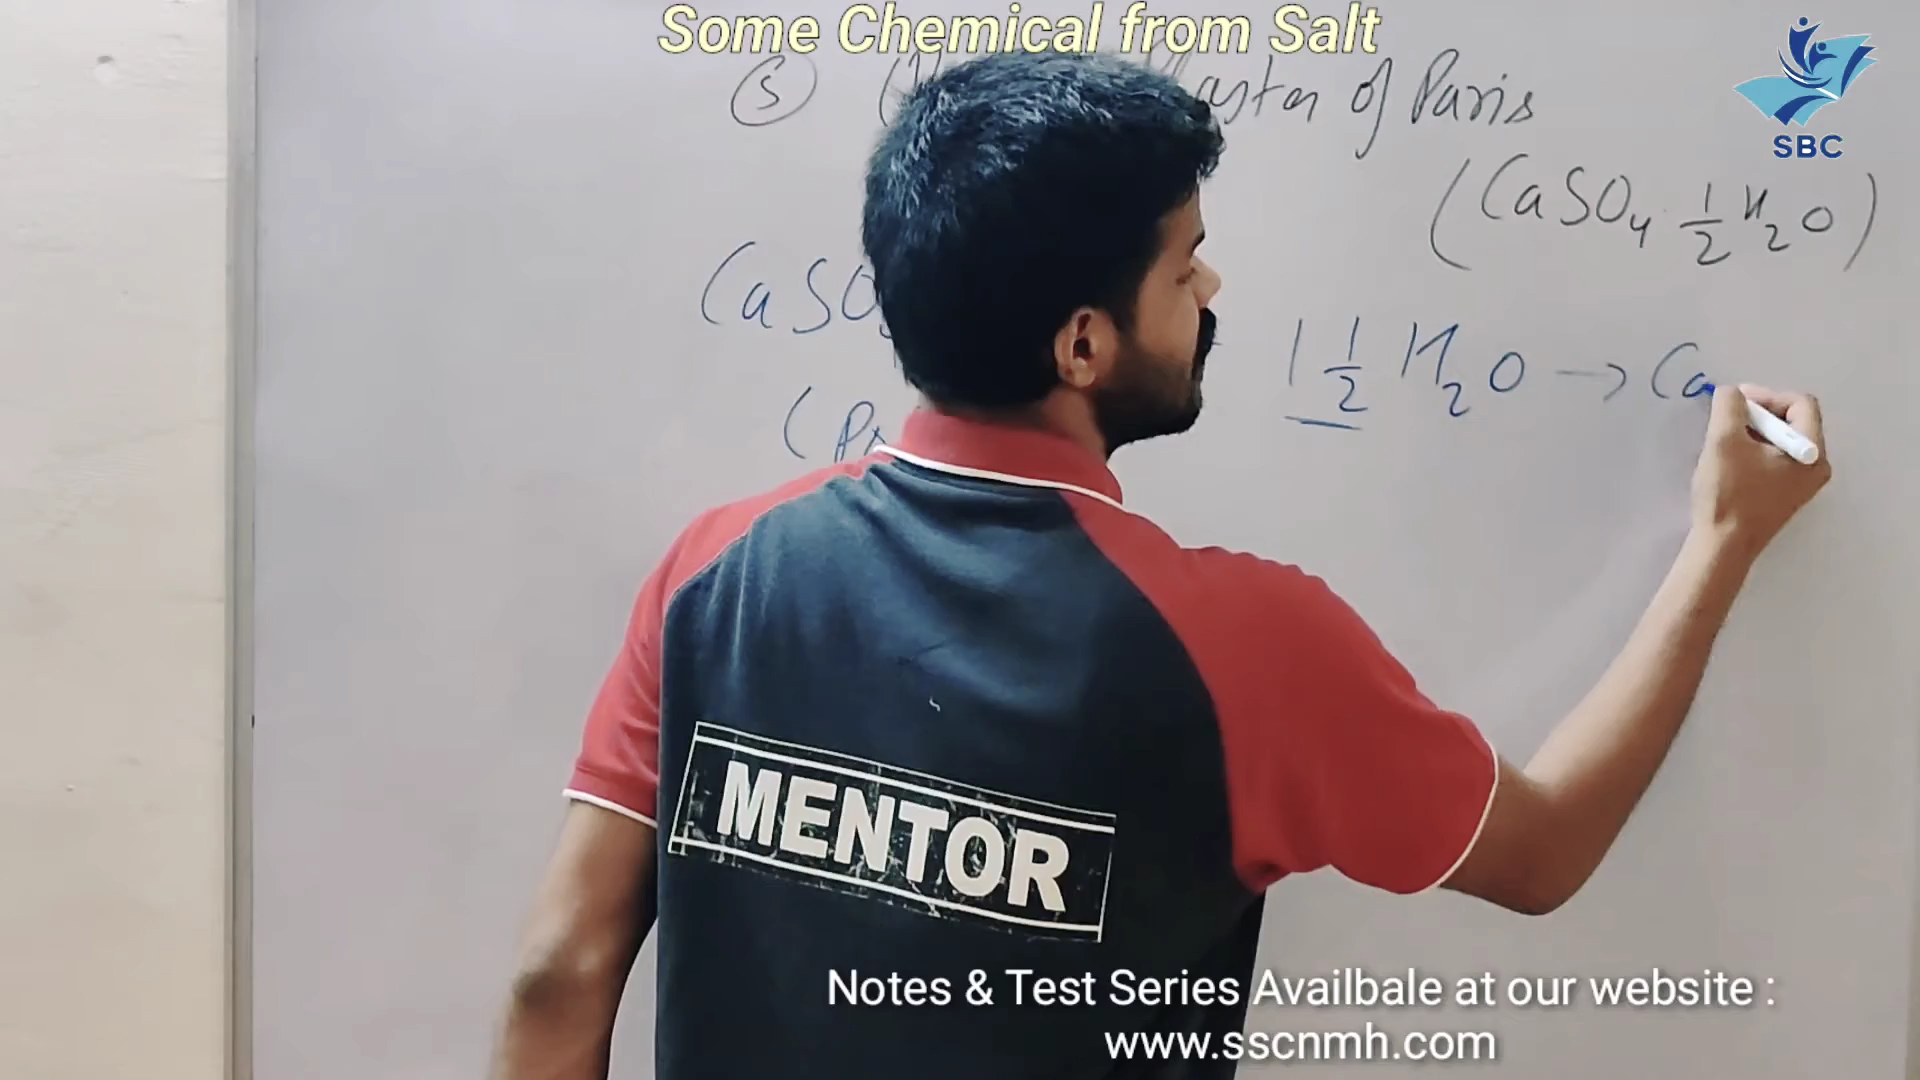 Some Chemical from Salt
SBC
5 of Paris
(CaSO4 1/2 H2O)
CaSO
1 1/2 H2O → Ca
MENTOR
Notes & Test Series Availbale at our website :
www.sscnmh.com